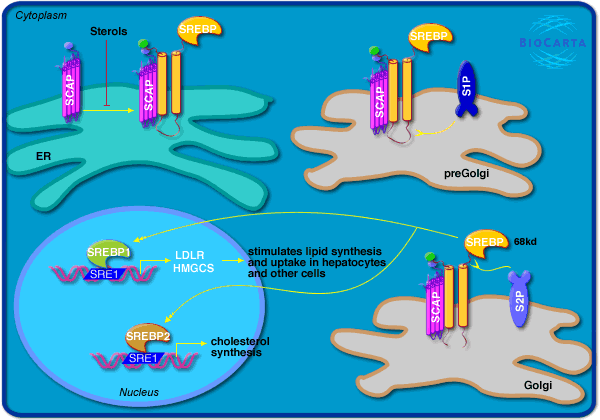 Cytoplasm
Sterols
SREBP
SCAP
SCAP
ER
SREBP
SCAP
S1P
preGolgi
BIOCARTA
SREBP1
SRE1
LDLR
HMGCS
stimulates lipid synthesis
and uptake in hepatocytes
and other cells
SREBP2
SRE1
cholesterol
synthesis
Nucleus
SREBP
68kd
SCAP
S2P
Golgi